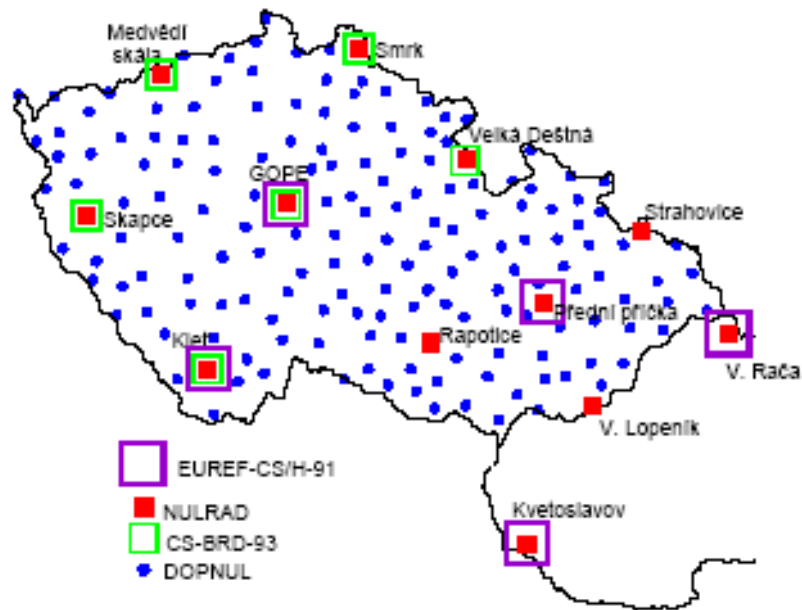 Medvědí
skála
Smrk
Velká Deštná
GOPE
Skapce
Strahovice
Přední příčka
Rapotice
Kleť
V. Rača
V. Lopeník
EUREF-CS/H-91
Kvetoslavov
NULRAD
CS-BRD-93
DOPNUL